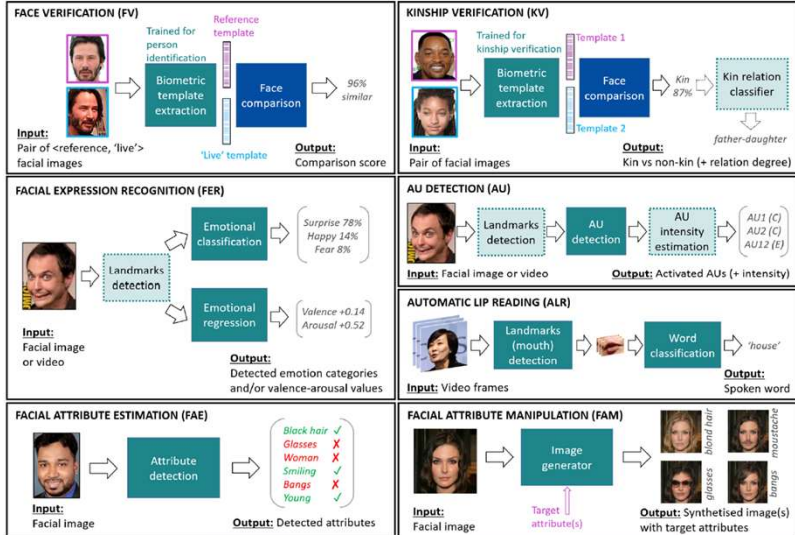 FACE VERIFICATION (FV)
Trained for
person
identification
Reference
template
Biometric
template
extraction
Face
comparison
96%
similar
'Live' template
Input:
Pair of <reference, 'live'>
facial images
Output:
Comparison score
KINSHIP VERIFICATION (KV)
Trained for
kinship verification
Template 1
Biometric
template
extraction
Face
comparison
Kin
87%
Kin relation
classifier
Template 2
father-daughter
Input:
Pair of facial images
Output:
Kin vs non-kin (+ relation degree)
FACIAL EXPRESSION RECOGNITION (FER)
Landmarks
detection
Emotional
classification
Surprise 78%
Happy 14%
Fear 8%
Emotional
regression
Valence +0.14
Arousal +0.52
Input:
Facial image
or video
Output:
Detected emotion categories
and/or valence-arousal values
AU DETECTION (AU)
Landmarks
detection
AU
detection
AU
intensity
estimation
AU1 (C)
AU2 (C)
AU12 (E)
Input: Facial image or video
Output: Activated AUs (+ intensity)
AUTOMATIC LIP READING (ALR)
Landmarks
(mouth)
detection
Word
classification
'house'
Input: Video frames
Output:
Spoken word
FACIAL ATTRIBUTE ESTIMATION (FAE)
Attribute
detection
Black hair ✓
Glasses ✗
Woman ✗
Smiling ✓
Bangs ✗
Young ✓
Input:
Facial image
Output: Detected attributes
FACIAL ATTRIBUTE MANIPULATION (FAM)
Image
generator
blond hair
moustache
glasses
bangs
Input:
Facial image
Target
attribute(s)
Output: Synthetised image(s)
with target attributes